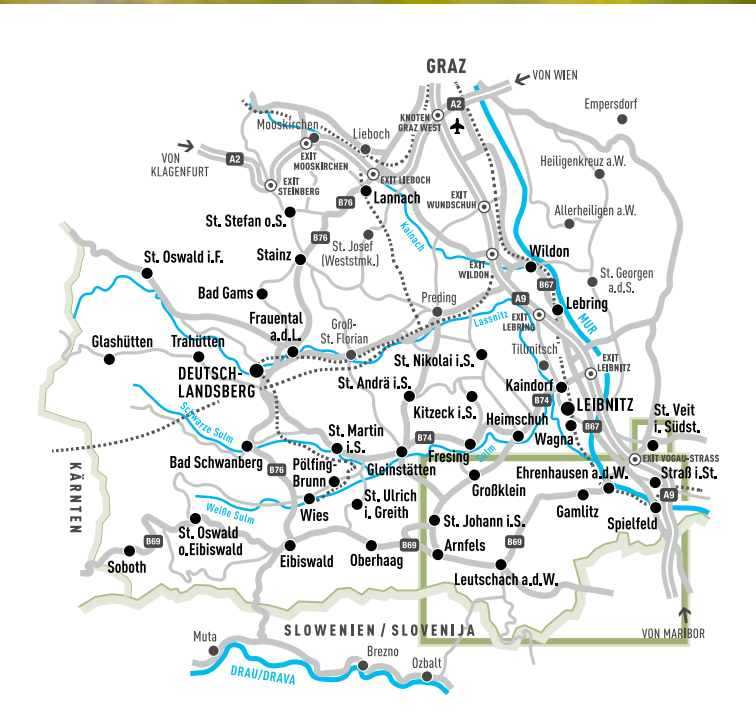 GRAZ
VON WIEN
A2
KNOTEN
GRAZ WEST
Empersdorf
Mooskirchen
Lieboch
EXIT
MOOSKIRCHEN
VON
KLAGENFURT
A2
EXIT
STEINBERG
EXIT LIEBOCH
Heiligenkreuz a.W.
Lannach
B76
EXIT
WUNDSCHUH
Allerheiligen a.W.
St. Stefan o.S.
Kainach
B76
St. Josef
(Weststmk.)
Stainz
EXIT
WILDON
Wildon
St. Oswald i.F.
B67
St. Georgen
a.d.S.
Bad Gams
Preding
A9
Lebring
Frauental
a.d.L.
Groß-
St. Florian
Lassnitz
EXIT
LEBRING
MUR
Glashütten
Trahütten
St. Nikolai i.S.
Tillmitsch
EXIT
LEIBNITZ
DEUTSCH-
LANDSBERG
St. Andrä i.S.
Kaindorf
Kitzeck i.S.
B74
LEIBNITZ
Schwarze Sulm
St. Martin
i.S.
B74
Heimschuh
Wagna
B67
St. Veit
i. Südst.
Bad Schwanberg
Pölfing-
Brunn
Gleinstätten
Fresing
Sulm
EXIT VOGAU-STRASS
B76
Ehrenhausen a.d.W.
Straß i.St.
KÄRNTEN
Großklein
A9
Weiße Sulm
Wies
St. Ulrich
i. Greith
Gamlitz
Spielfeld
St. Johann i.S.
St. Oswald
o.Eibiswald
B69
B69
Arnfels
B69
Soboth
Eibiswald
Oberhaag
Leutschach a.d.W.
SLOWENIEN / SLOVENIJA
VON MARIBOR
Muta
Brezno
Ozbalt
DRAU/DRAVA